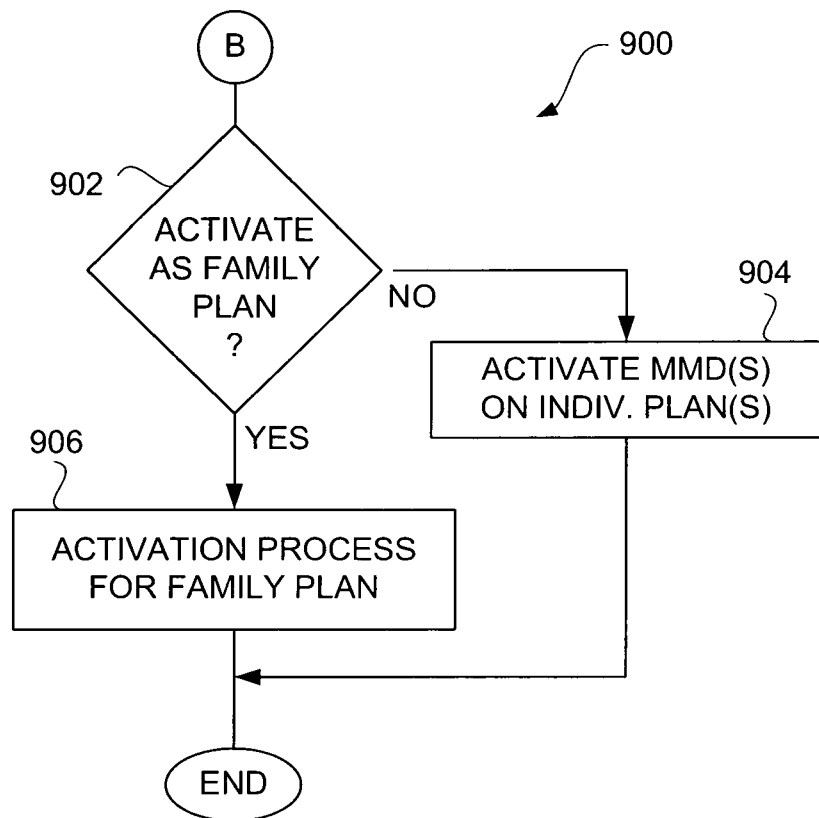 B
900
902
ACTIVATE
AS FAMILY
PLAN
?
NO
904
ACTIVATE MMD(S)
ON INDIV. PLAN(S)
YES
906
ACTIVATION PROCESS
FOR FAMILY PLAN
END